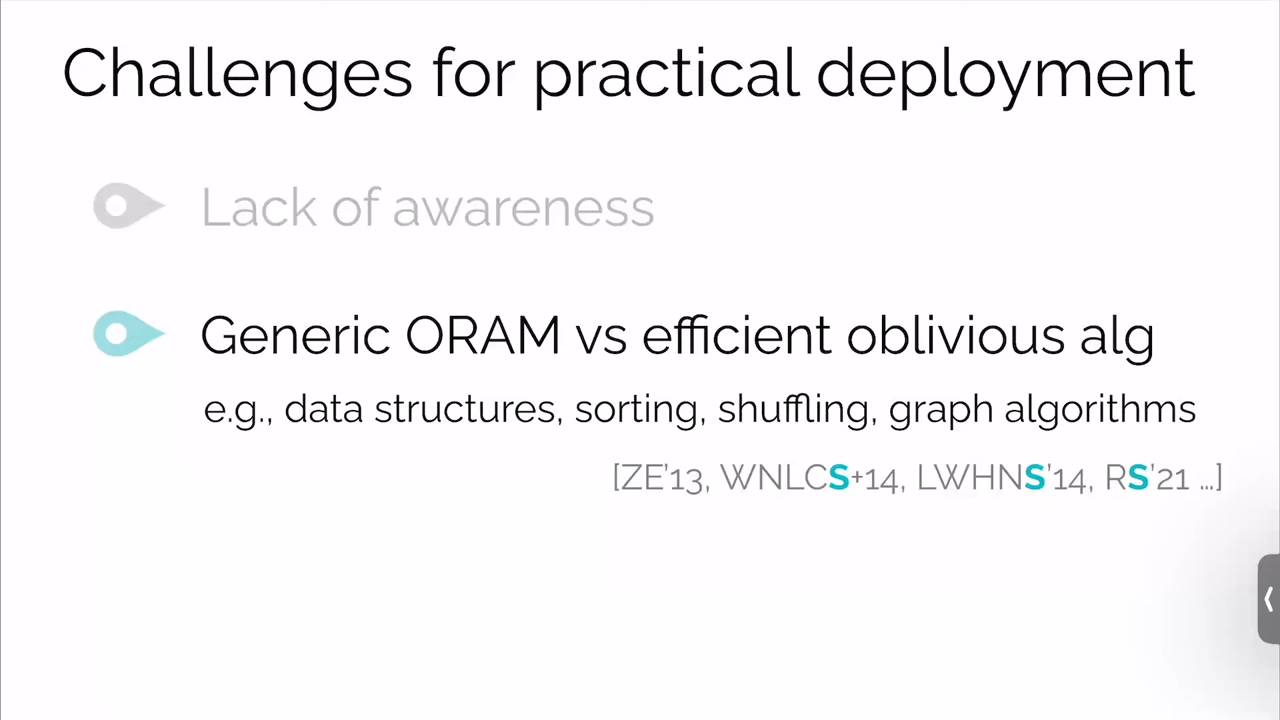 Challenges for practical deployment
Lack of awareness
Generic ORAM vs efficient oblivious alg
e.g., data structures, sorting, shuffling, graph algorithms
[ZE'13, WNLCS+14, LWHNS'14, RS'21 ...]